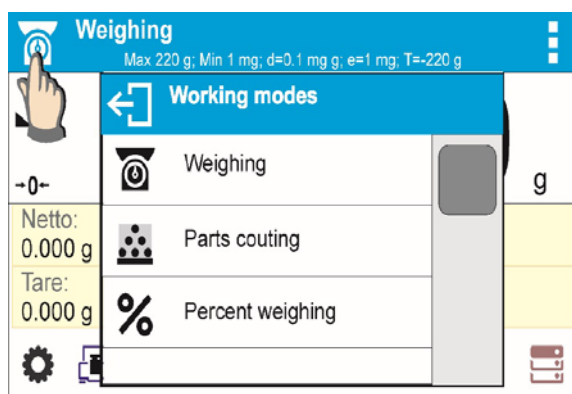 Weighing
Max 220 g; Min 1 mg; d=0.1 mg g; e=1 mg; T=-220 g
Working modes
Weighing
Parts couting
Percent weighing
→0←
g
Netto:
0.000 g
Tare:
0.000 g
%